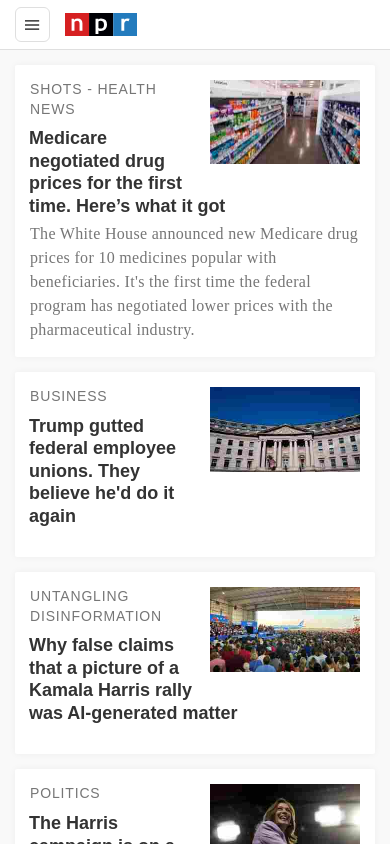 npr
SHOTS - HEALTH
NEWS
Medicare
negotiated drug
prices for the first
time. Here’s what it got
The White House announced new Medicare drug
prices for 10 medicines popular with
beneficiaries. It's the first time the federal
program has negotiated lower prices with the
pharmaceutical industry.
BUSINESS
Trump gutted
federal employee
unions. They
believe he'd do it
again
UNTANGLING
DISINFORMATION
Why false claims
that a picture of a
Kamala Harris rally
was AI-generated matter
POLITICS
The Harris
campaign is on a